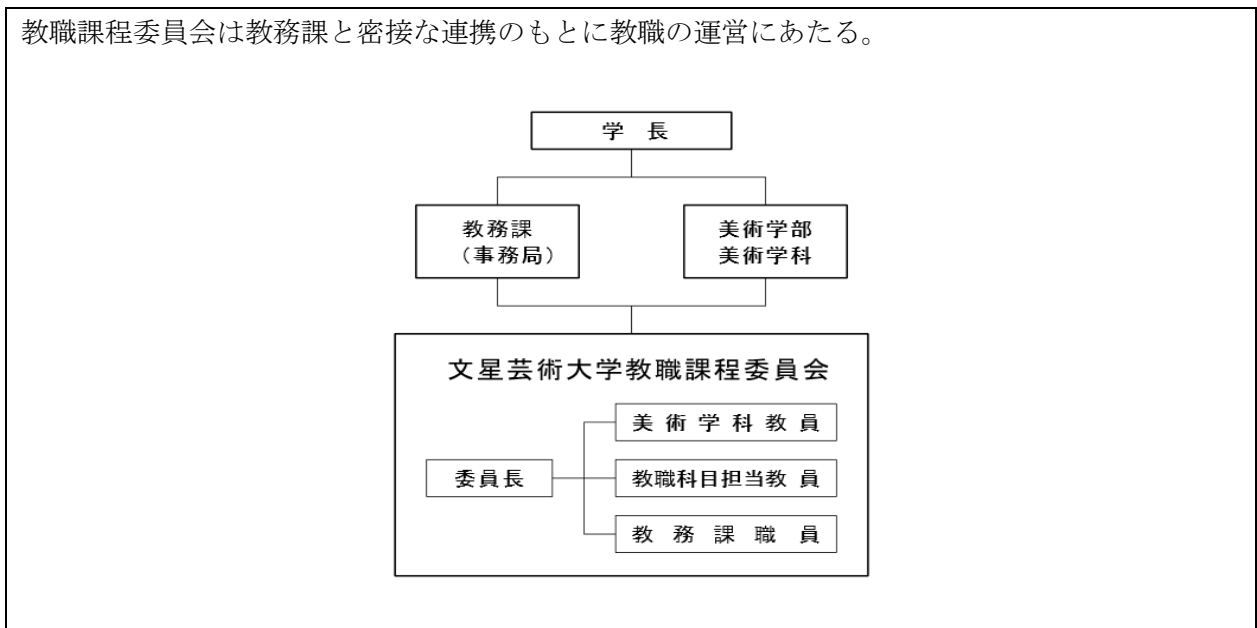 教職課程委員会は教務課と密接な連携のもとに教職の運営にあたる。
学 長
教務課
（事務局）
美術学部
美術学科
文星芸術大学教職課程委員会
美 術 学 科 教 員
委員長
教職科目担当教 員
教 務 課 職 員